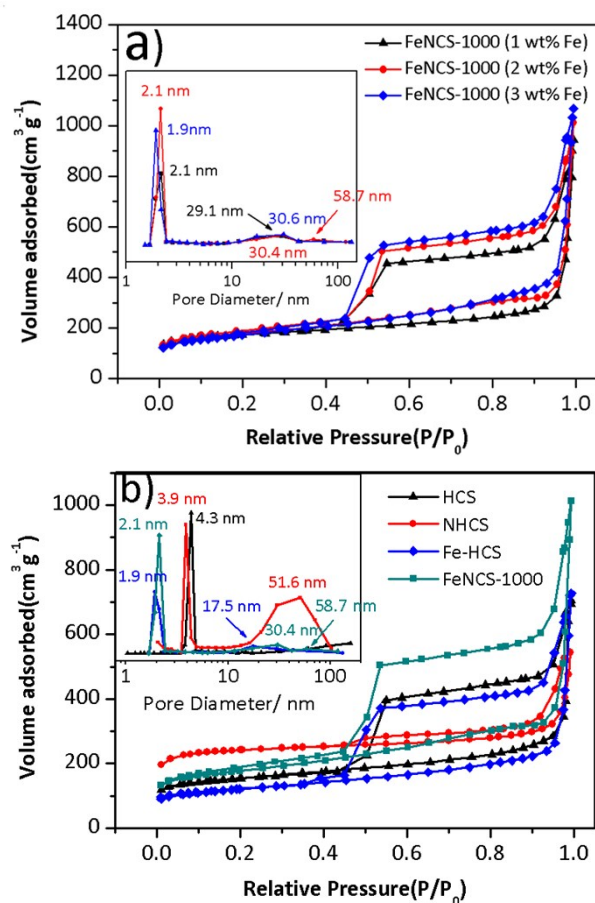 a)
FeNCS-1000 (1 wt% Fe)
FeNCS-1000 (2 wt% Fe)
FeNCS-1000 (3 wt% Fe)
1400
1200
1000
800
600
400
200
0
Volume adsorbed(cm³ g⁻¹)
2.1 nm
1.9nm
2.1 nm
29.1 nm
30.6 nm
58.7 nm
30.4 nm
1 10 100
Pore Diameter/ nm
0.0 0.2 0.4 0.6 0.8 1.0
Relative Pressure(P/P₀)
b)
HCS
NHCS
Fe-HCS
FeNCS-1000
1000
800
600
400
200
0
Volume adsorbed(cm³ g⁻¹)
3.9 nm
2.1 nm
4.3 nm
1.9 nm
51.6 nm
17.5 nm
58.7 nm
30.4 nm
1 10 100
Pore Diameter/ nm
0.0 0.2 0.4 0.6 0.8 1.0
Relative Pressure(P/P₀)